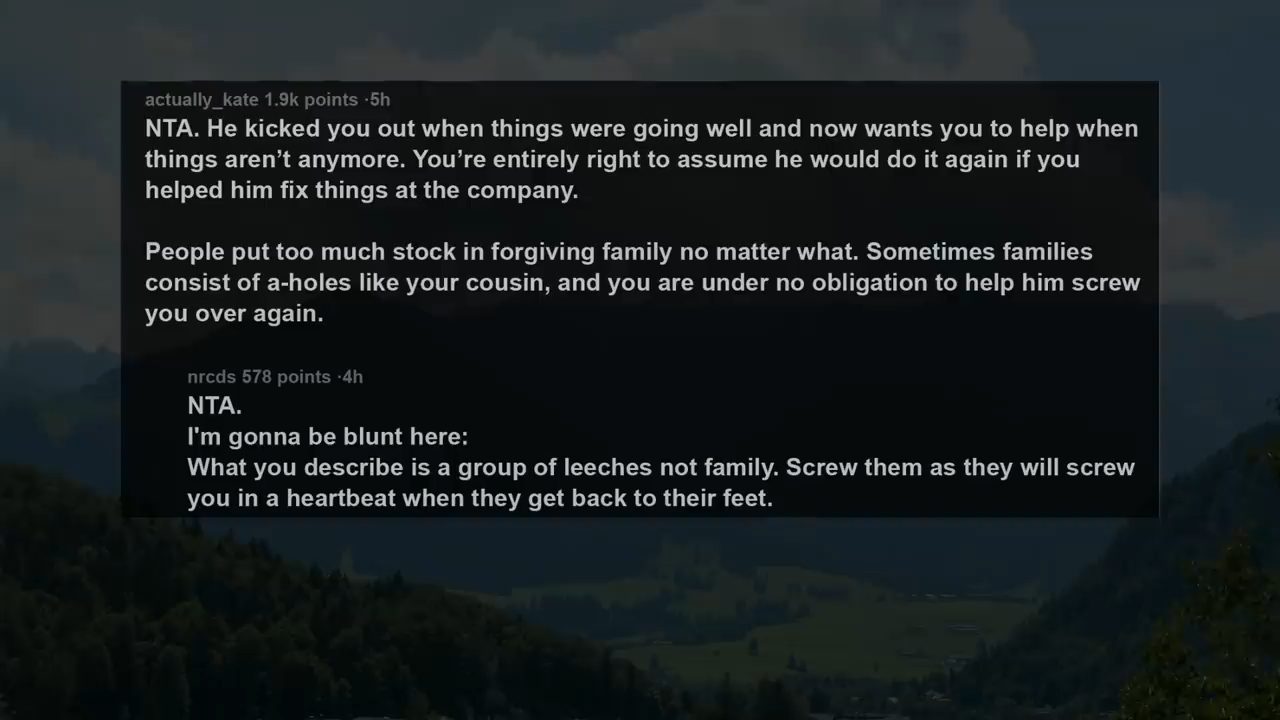 actually_kate 1.9k points ·5h
NTA. He kicked you out when things were going well and now wants you to help when
things aren’t anymore. You’re entirely right to assume he would do it again if you
helped him fix things at the company.
People put too much stock in forgiving family no matter what. Sometimes families
consist of a-holes like your cousin, and you are under no obligation to help him screw
you over again.
nrcds 578 points ·4h
NTA.
I'm gonna be blunt here:
What you describe is a group of leeches not family. Screw them as they will screw
you in a heartbeat when they get back to their feet.